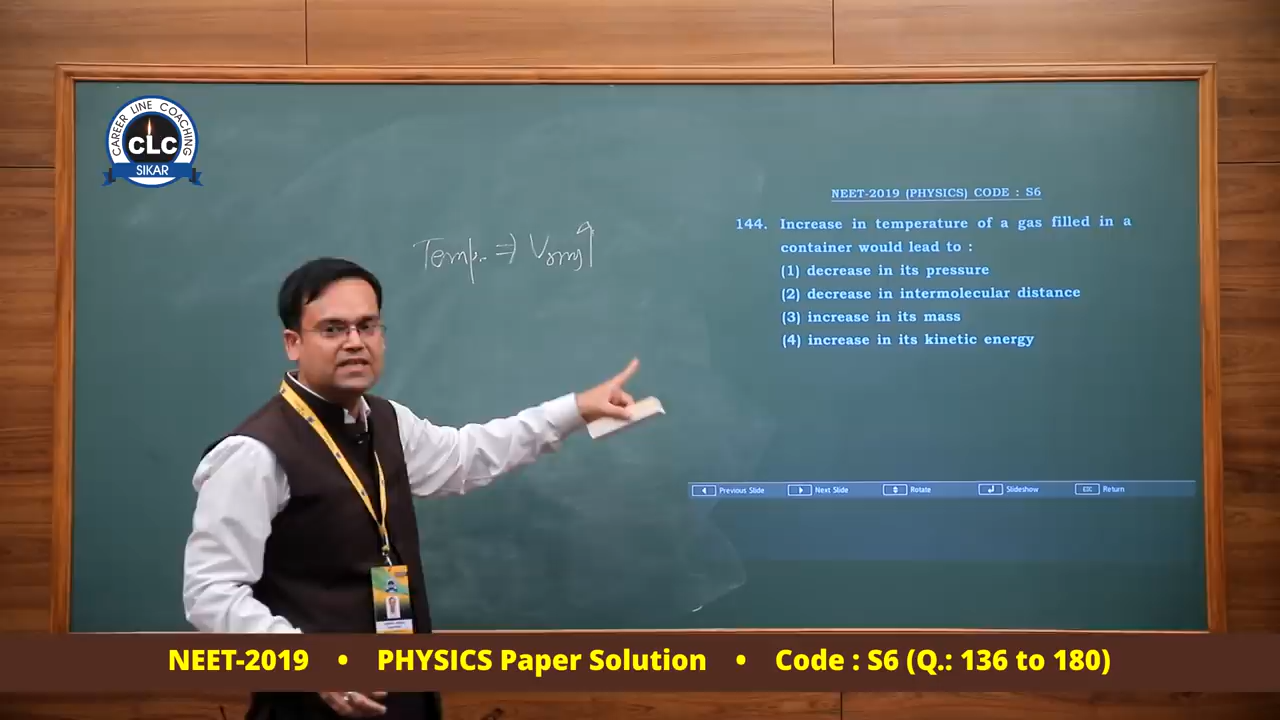 CAREER LINE COACHING
CLC
SIKAR
NEET-2019 (PHYSICS) CODE : S6
144. Increase in temperature of a gas filled in a
container would lead to :
(1) decrease in its pressure
(2) decrease in intermolecular distance
(3) increase in its mass
(4) increase in its kinetic energy
Temp. ⇒ Vrms↑
Previous Slide
Next Slide
Rotate
Slideshow
ESC Return
NEET-2019 • PHYSICS Paper Solution • Code : S6 (Q.: 136 to 180)